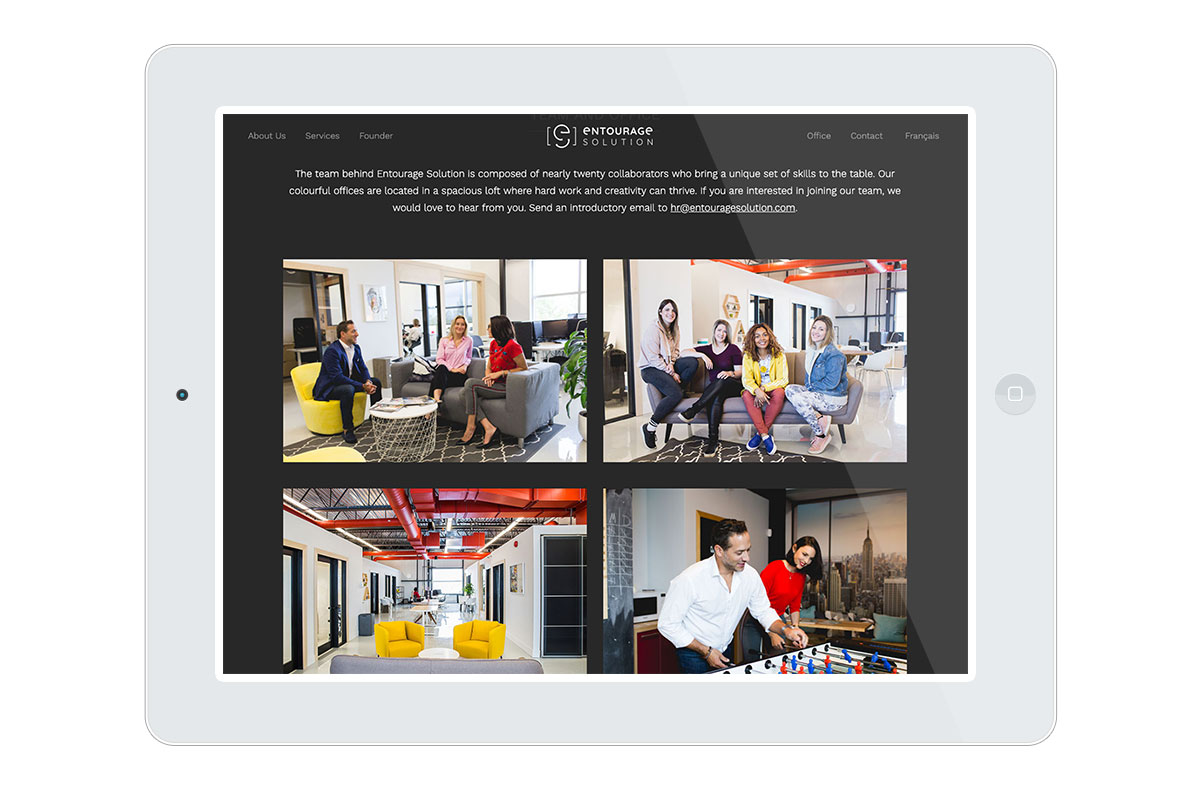 TEAM AND OFFICE
About Us Services Founder
ENTOURAGE
SOLUTION
Office Contact Français
The team behind Entourage Solution is composed of nearly twenty collaborators who bring a unique set of skills to the table. Our
colourful offices are located in a spacious loft where hard work and creativity can thrive. If you are interested in joining our team, we
would love to hear from you. Send an introductory email to hr@entouragesolution.com.